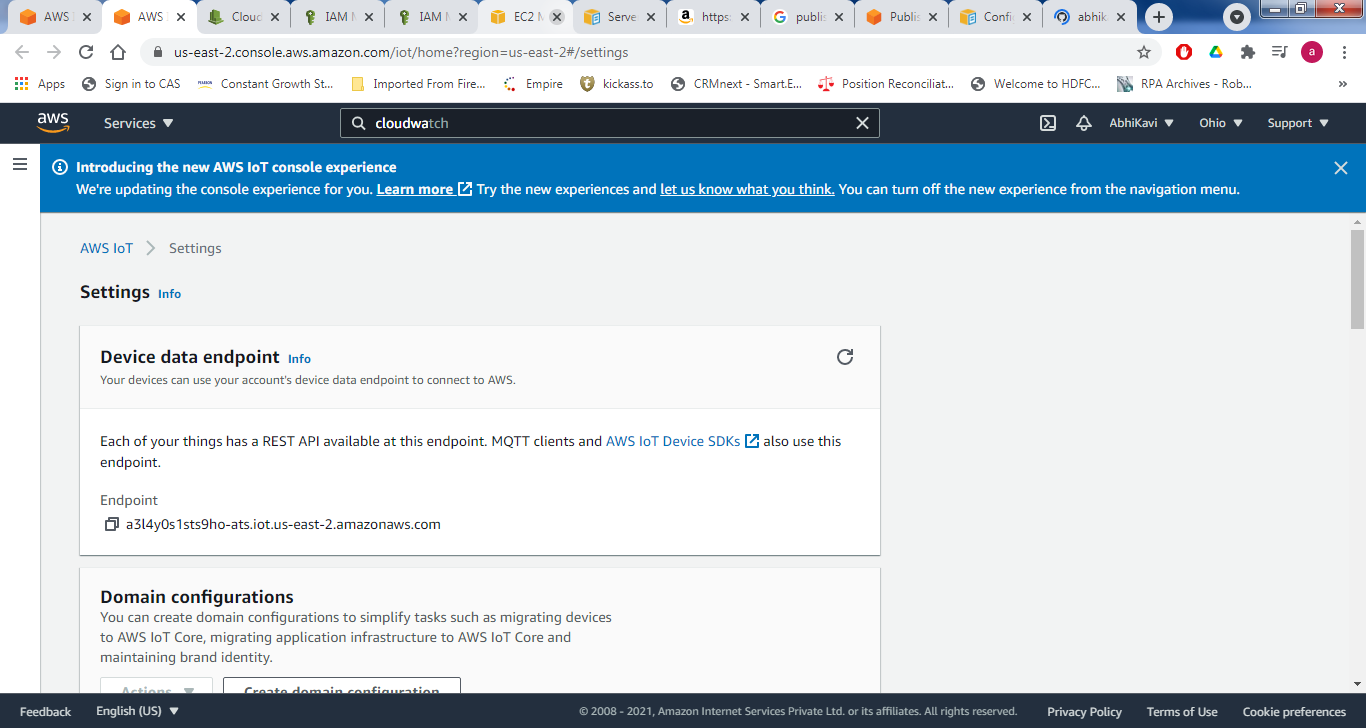 AWS
AWS
Cloud
IAM M
IAM M
EC2 M
Serve
https:
publis
Publis
Confi
abhik
a
us-east-2.console.aws.amazon.com/iot/home?region=us-east-2#/settings
Apps
Sign in to CAS
Constant Growth St...
Imported From Fire...
Empire
kickass.to
CRMnext - Smart.E...
Position Reconciliat...
Welcome to HDFC...
RPA Archives - Rob...
»
aws
Services
cloudwatch
AbhiKavi
Ohio
Support
Introducing the new AWS IoT console experience
We're updating the console experience for you. Learn more Try the new experiences and let us know what you think. You can turn off the new experience from the navigation menu.
AWS IoT
Settings
Settings Info
Device data endpoint Info
Your devices can use your account's device data endpoint to connect to AWS.
Each of your things has a REST API available at this endpoint. MQTT clients and AWS IoT Device SDKs also use this
endpoint.
Endpoint
a3l4y0s1sts9ho-ats.iot.us-east-2.amazonaws.com
Domain configurations
You can create domain configurations to simplify tasks such as migrating devices
to AWS IoT Core, migrating application infrastructure to AWS IoT Core and
maintaining brand identity.
Actions
Create domain configuration
Feedback
English (US)
© 2008 - 2021, Amazon Internet Services Private Ltd. or its affiliates. All rights reserved.
Privacy Policy
Terms of Use
Cookie preferences